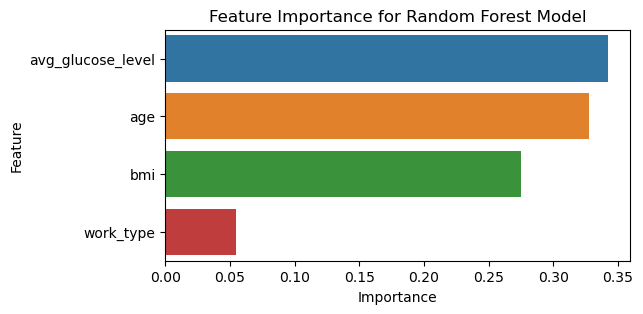 Feature Importance for Random Forest Model
avg_glucose_level
age
bmi
work_type
Feature
0.00 0.05 0.10 0.15 0.20 0.25 0.30 0.35
Importance